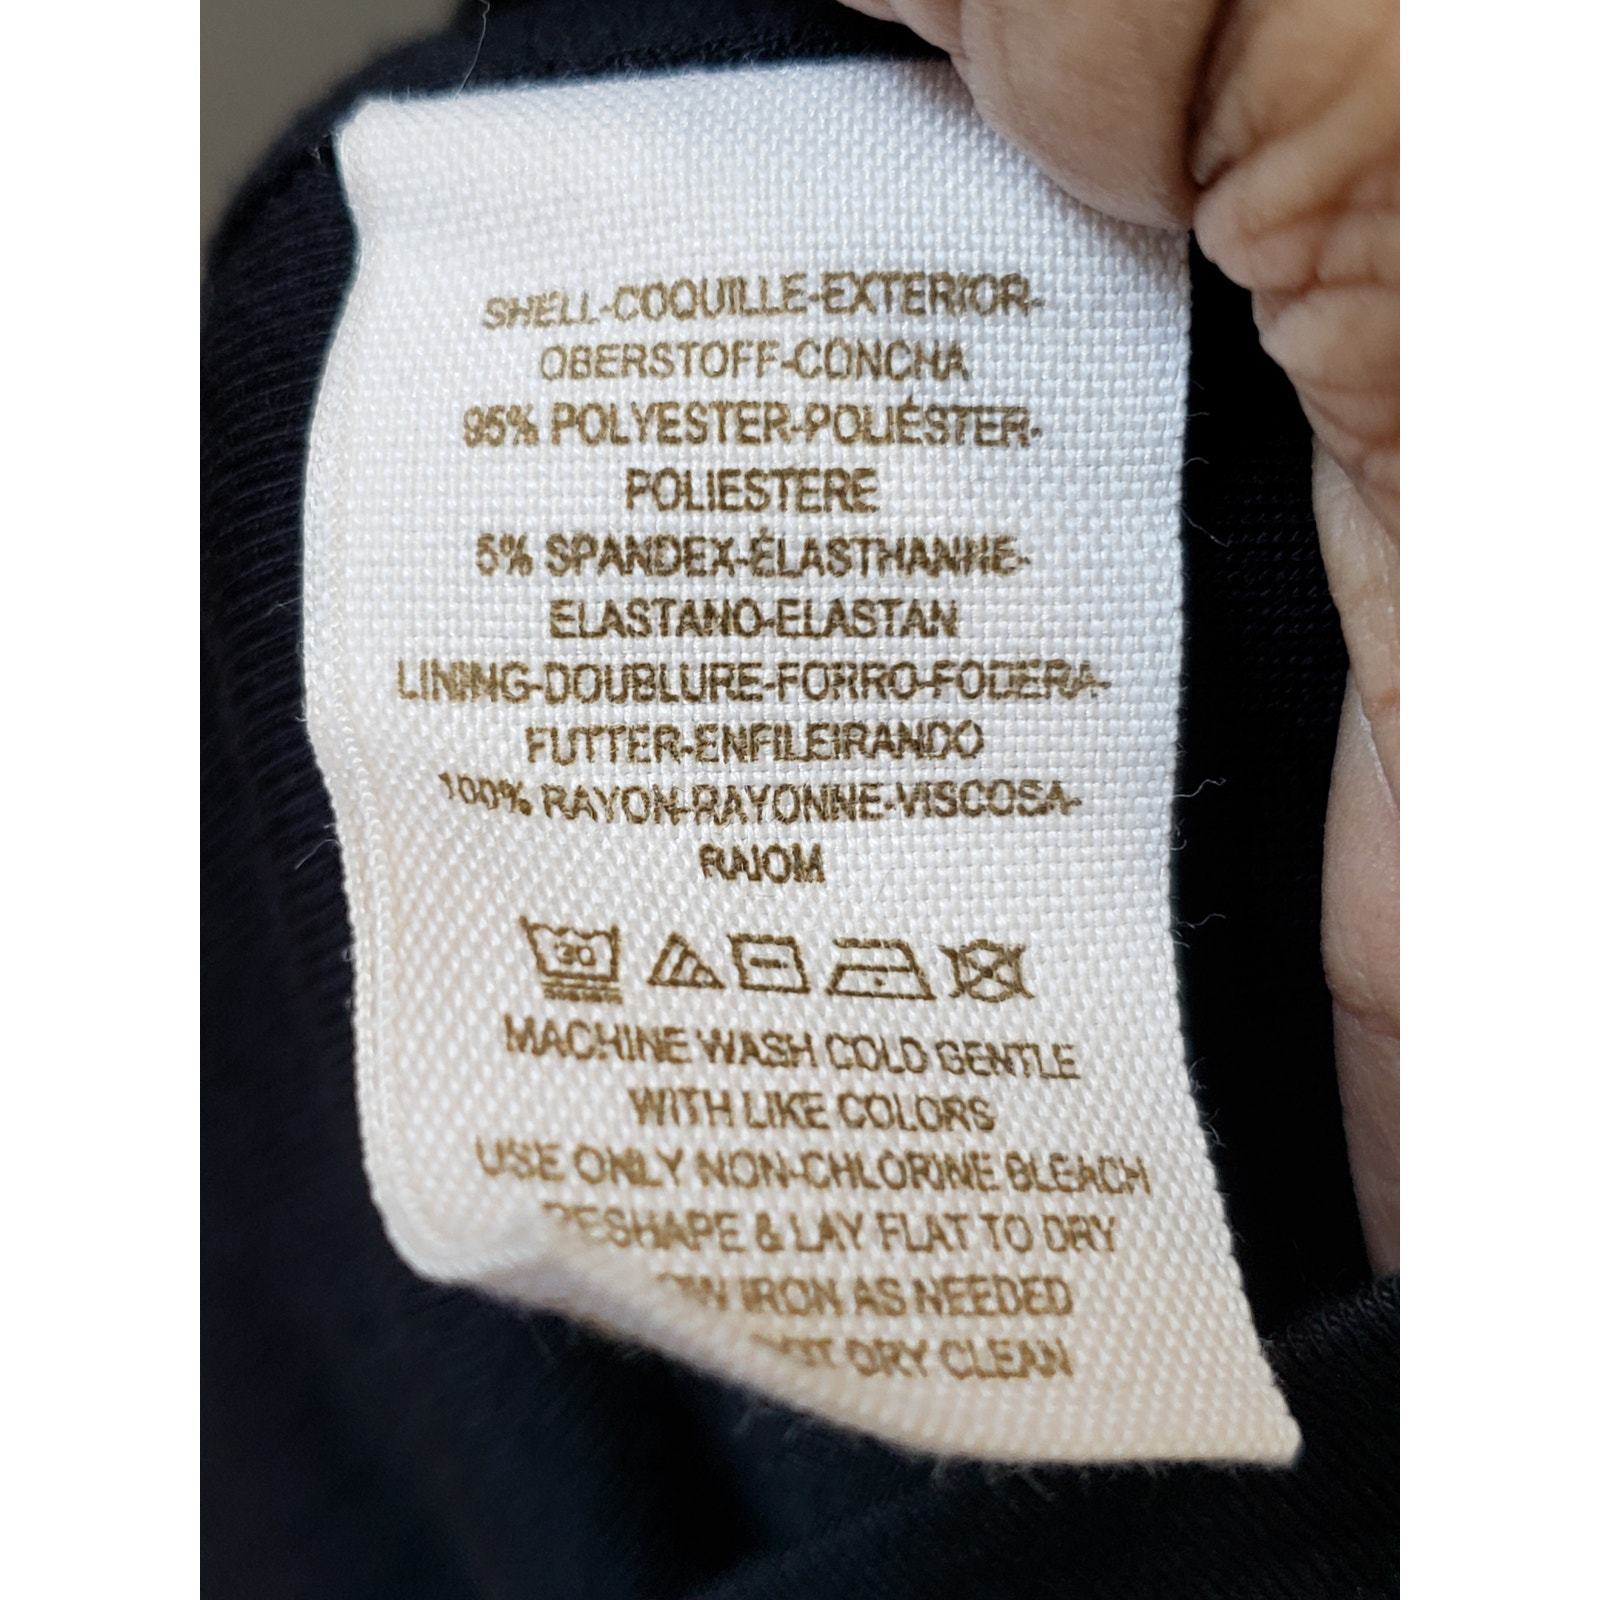 SHELL-COQUILLE-EXTERIOR-
OBERSTOFF-CONCHA
95% POLYESTER-POLIÉSTER-
POLIESTERE
5% SPANDEX-ÉLASTHANNE-
ELASTANO-ELASTAN
LINING-DOUBLURE-FORRO-FODERA-
FUTTER-ENFILEIRANDO
100% RAYON-RAYONNE-VISCOSA-
RAIOM
30
MACHINE WASH COLD GENTLE
WITH LIKE COLORS
USE ONLY NON-CHLORINE BLEACH
RESHAPE & LAY FLAT TO DRY
IRON AS NEEDED
DRY CLEAN